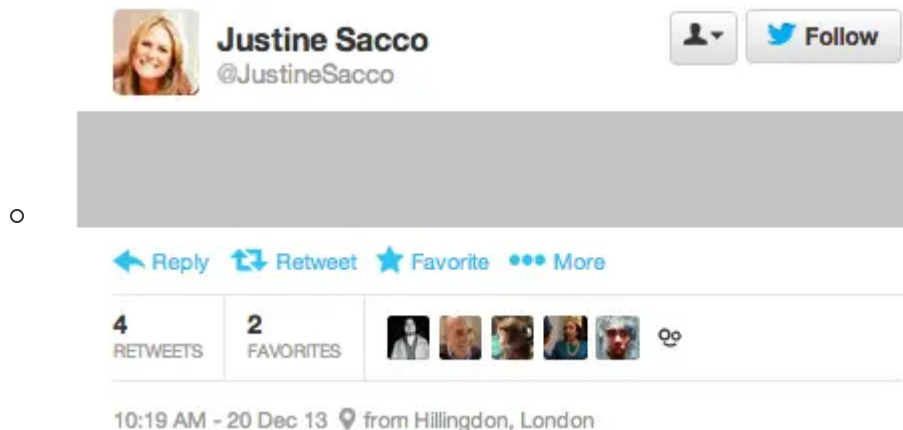 Justine Sacco
@JustineSacco
Follow
Reply Retweet Favorite More
4 RETWEETS
2 FAVORITES
10:19 AM - 20 Dec 13 from Hillingdon, London